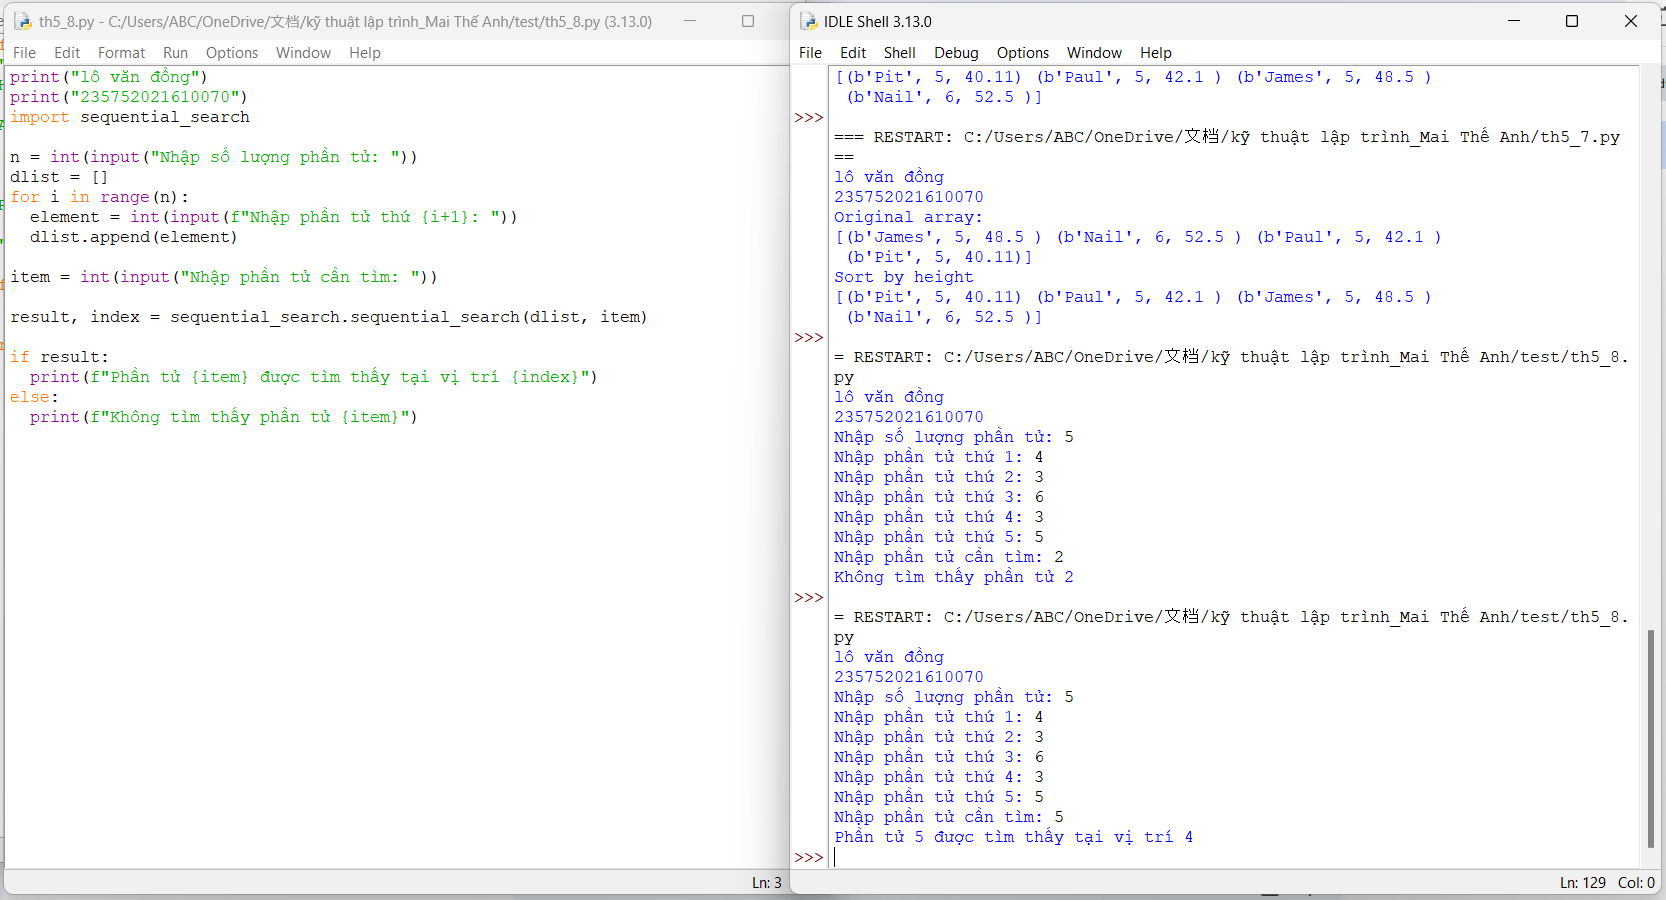 th5_8.py - C:/Users/ABC/OneDrive/文档/kỹ thuật lập trình_Mai Thế Anh/test/th5_8.py (3.13.0)
File Edit Format Run Options Window Help
print("lô văn đồng")
print("235752021610070")
import sequential_search
n = int(input("Nhập số lượng phần tử: "))
dlist = []
for i in range(n):
  element = int(input(f"Nhập phần tử thứ {i+1}: "))
  dlist.append(element)
item = int(input("Nhập phần tử cần tìm: "))
result, index = sequential_search.sequential_search(dlist, item)
if result:
  print(f"Phần tử {item} được tìm thấy tại vị trí {index}")
else:
  print(f"Không tìm thấy phần tử {item}")
Ln: 3
IDLE Shell 3.13.0
File Edit Shell Debug Options Window Help
[(b'Pit', 5, 40.11) (b'Paul', 5, 42.1 ) (b'James', 5, 48.5 )
 (b'Nail', 6, 52.5 )]
>>>
=== RESTART: C:/Users/ABC/OneDrive/文档/kỹ thuật lập trình_Mai Thế Anh/th5_7.py
==
lô văn đồng
235752021610070
Original array:
[(b'James', 5, 48.5 ) (b'Nail', 6, 52.5 ) (b'Paul', 5, 42.1 )
 (b'Pit', 5, 40.11)]
Sort by height
[(b'Pit', 5, 40.11) (b'Paul', 5, 42.1 ) (b'James', 5, 48.5 )
 (b'Nail', 6, 52.5 )]
>>>
= RESTART: C:/Users/ABC/OneDrive/文档/kỹ thuật lập trình_Mai Thế Anh/test/th5_8.
py
lô văn đồng
235752021610070
Nhập số lượng phần tử: 5
Nhập phần tử thứ 1: 4
Nhập phần tử thứ 2: 3
Nhập phần tử thứ 3: 6
Nhập phần tử thứ 4: 3
Nhập phần tử thứ 5: 5
Nhập phần tử cần tìm: 2
Không tìm thấy phần tử 2
>>>
= RESTART: C:/Users/ABC/OneDrive/文档/kỹ thuật lập trình_Mai Thế Anh/test/th5_8.
py
lô văn đồng
235752021610070
Nhập số lượng phần tử: 5
Nhập phần tử thứ 1: 4
Nhập phần tử thứ 2: 3
Nhập phần tử thứ 3: 6
Nhập phần tử thứ 4: 3
Nhập phần tử thứ 5: 5
Nhập phần tử cần tìm: 5
Phần tử 5 được tìm thấy tại vị trí 4
>>>
Ln: 129 Col: 0